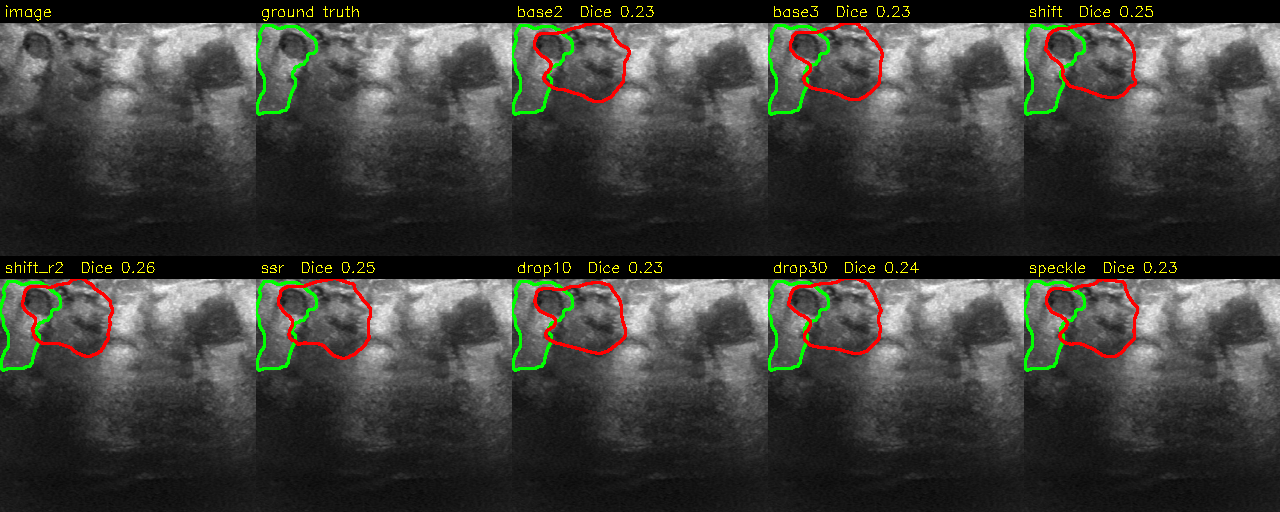 image
ground truth
base2 Dice 0.23
base3 Dice 0.23
shift Dice 0.25
shift_r2 Dice 0.26
ssr Dice 0.25
drop10 Dice 0.23
drop30 Dice 0.24
speckle Dice 0.23